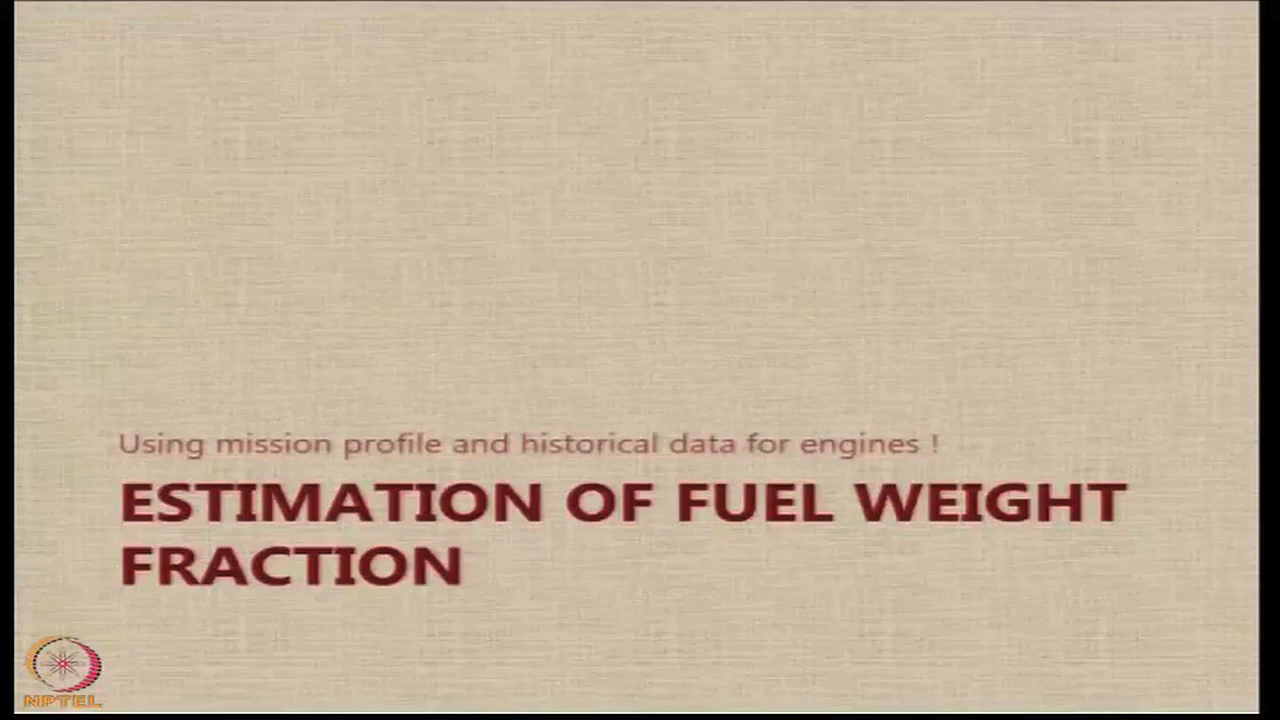 Using mission profile and historical data for engines !
ESTIMATION OF FUEL WEIGHT
FRACTION
NPTEL